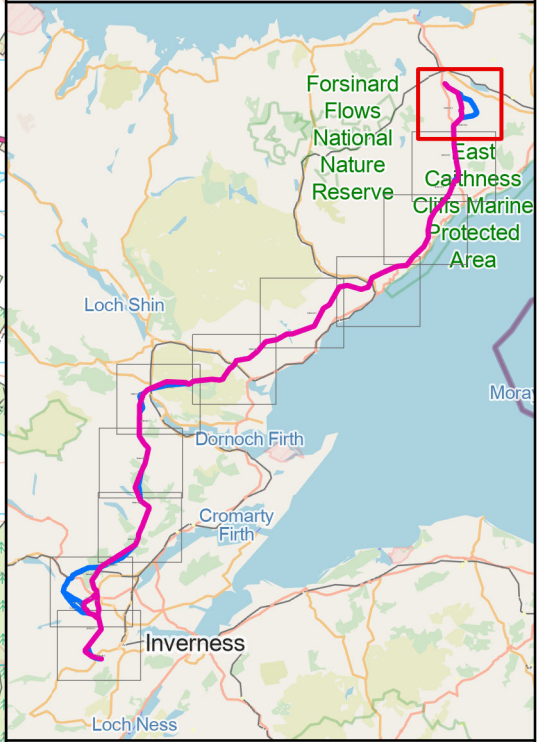 Forsinard
Flows
National
Nature
Reserve
East
Caithness
Cliffs Marine
Protected
Area
Loch Shin
Mora
Dornoch Firth
Cromarty
Firth
Inverness
Loch Ness